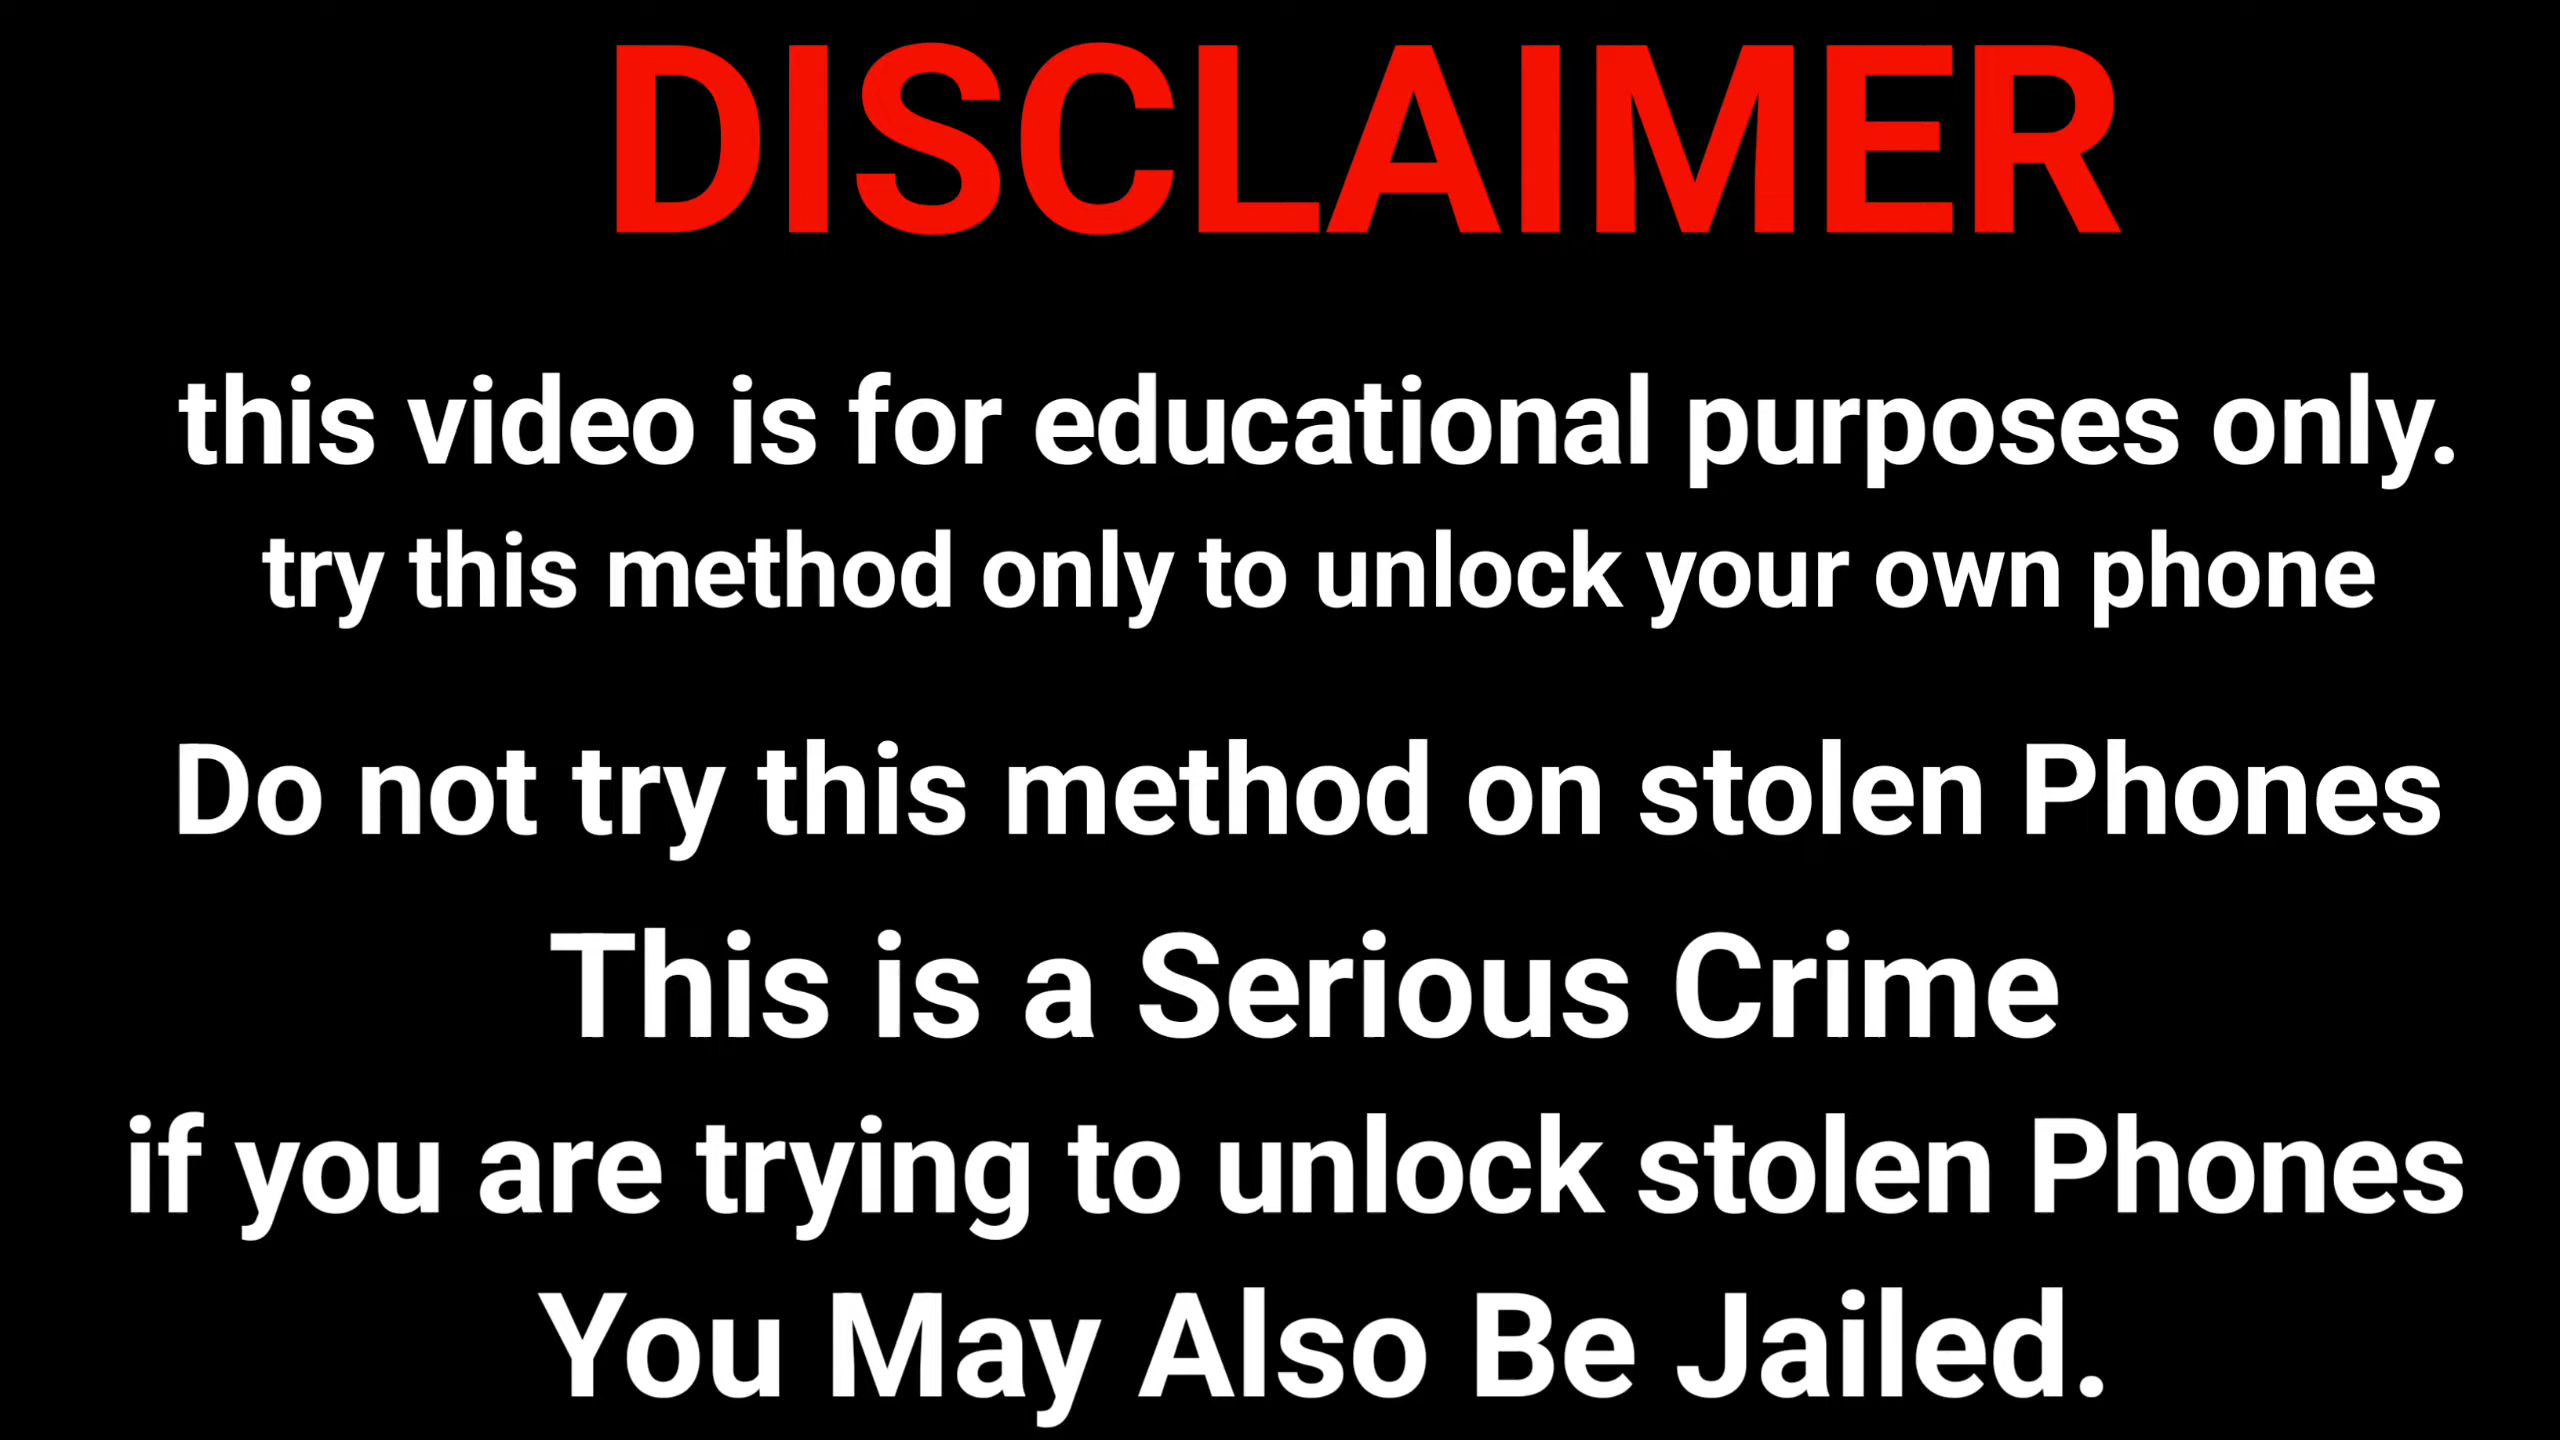 DISCLAIMER
this video is for educational purposes only.
try this method only to unlock your own phone
Do not try this method on stolen Phones
This is a Serious Crime
if you are trying to unlock stolen Phones
You May Also Be Jailed.